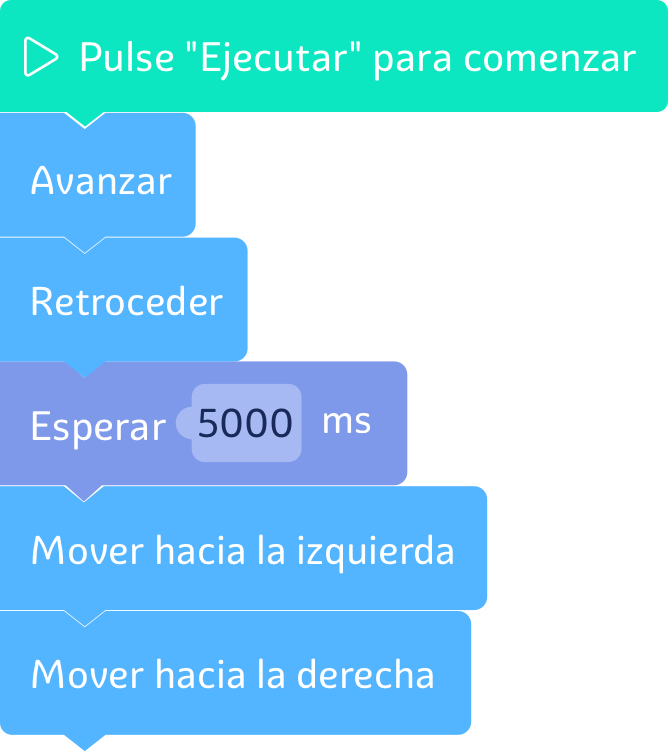 Pulse "Ejecutar" para comenzar
Avanzar
Retroceder
Esperar 5000 ms
Mover hacia la izquierda
Mover hacia la derecha